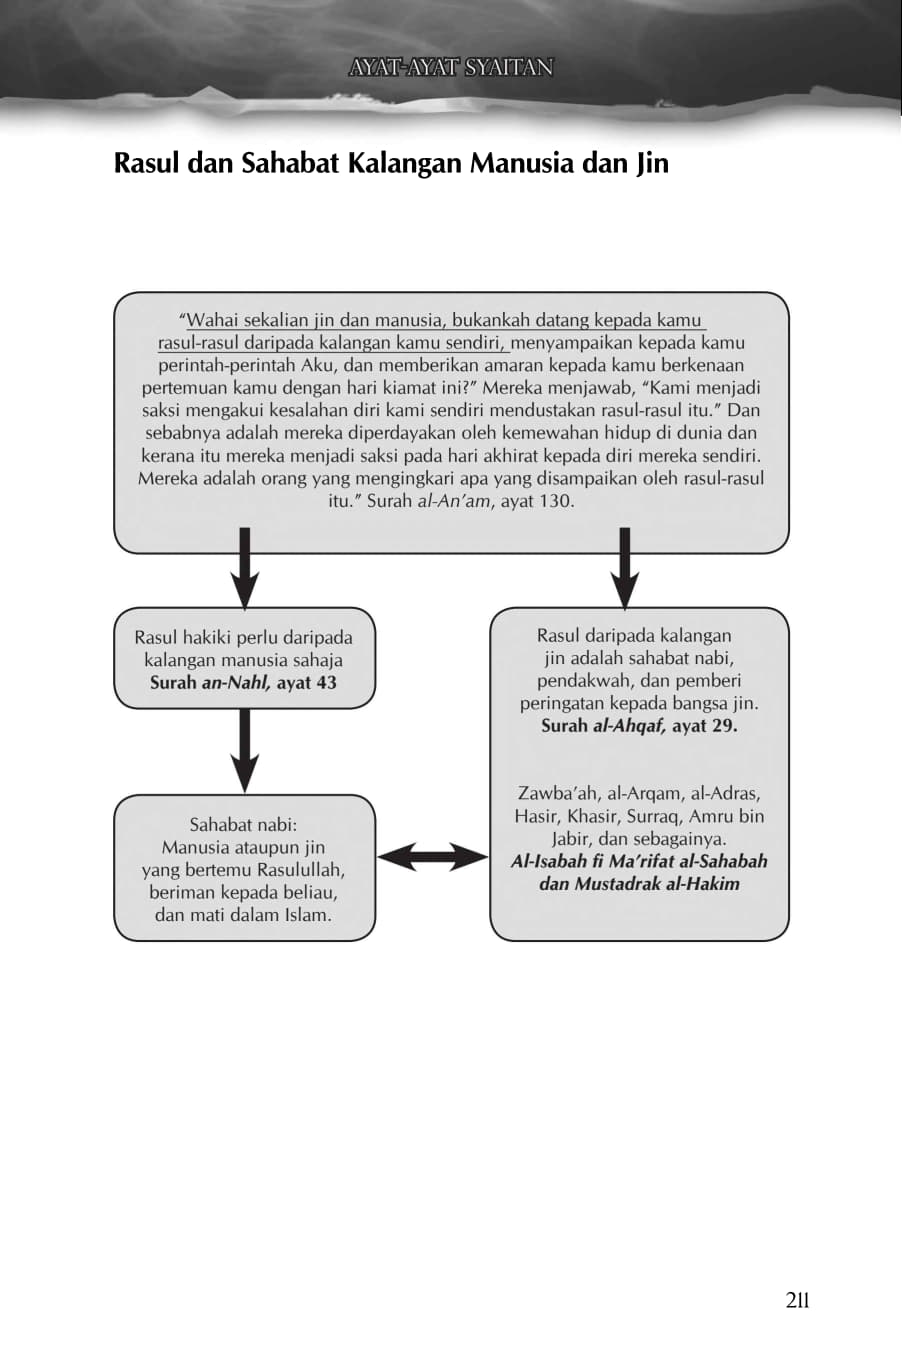 AYAT-AYAT SYAITAN
Rasul dan Sahabat Kalangan Manusia dan Jin
“Wahai sekalian jin dan manusia, bukankah datang kepada kamu
rasul-rasul daripada kalangan kamu sendiri, menyampaikan kepada kamu
perintah-perintah Aku, dan memberikan amaran kepada kamu berkenaan
pertemuan kamu dengan hari kiamat ini?” Mereka menjawab, “Kami menjadi
saksi mengakui kesalahan diri kami sendiri mendustakan rasul-rasul itu.” Dan
sebabnya adalah mereka diperdayakan oleh kemewahan hidup di dunia dan
kerana itu mereka menjadi saksi pada hari akhirat kepada diri mereka sendiri.
Mereka adalah orang yang mengingkari apa yang disampaikan oleh rasul-rasul
itu.” Surah al-An’am, ayat 130.
Rasul hakiki perlu daripada
kalangan manusia sahaja
Surah an-Nahl, ayat 43
Sahabat nabi:
Manusia ataupun jin
yang bertemu Rasulullah,
beriman kepada beliau,
dan mati dalam Islam.
Rasul daripada kalangan
jin adalah sahabat nabi,
pendakwah, dan pemberi
peringatan kepada bangsa jin.
Surah al-Ahqaf, ayat 29.
Zawba’ah, al-Arqam, al-Adras,
Hasir, Khasir, Surraq, Amru bin
Jabir, dan sebagainya.
Al-Isabah fi Ma’rifat al-Sahabah
dan Mustadrak al-Hakim
211